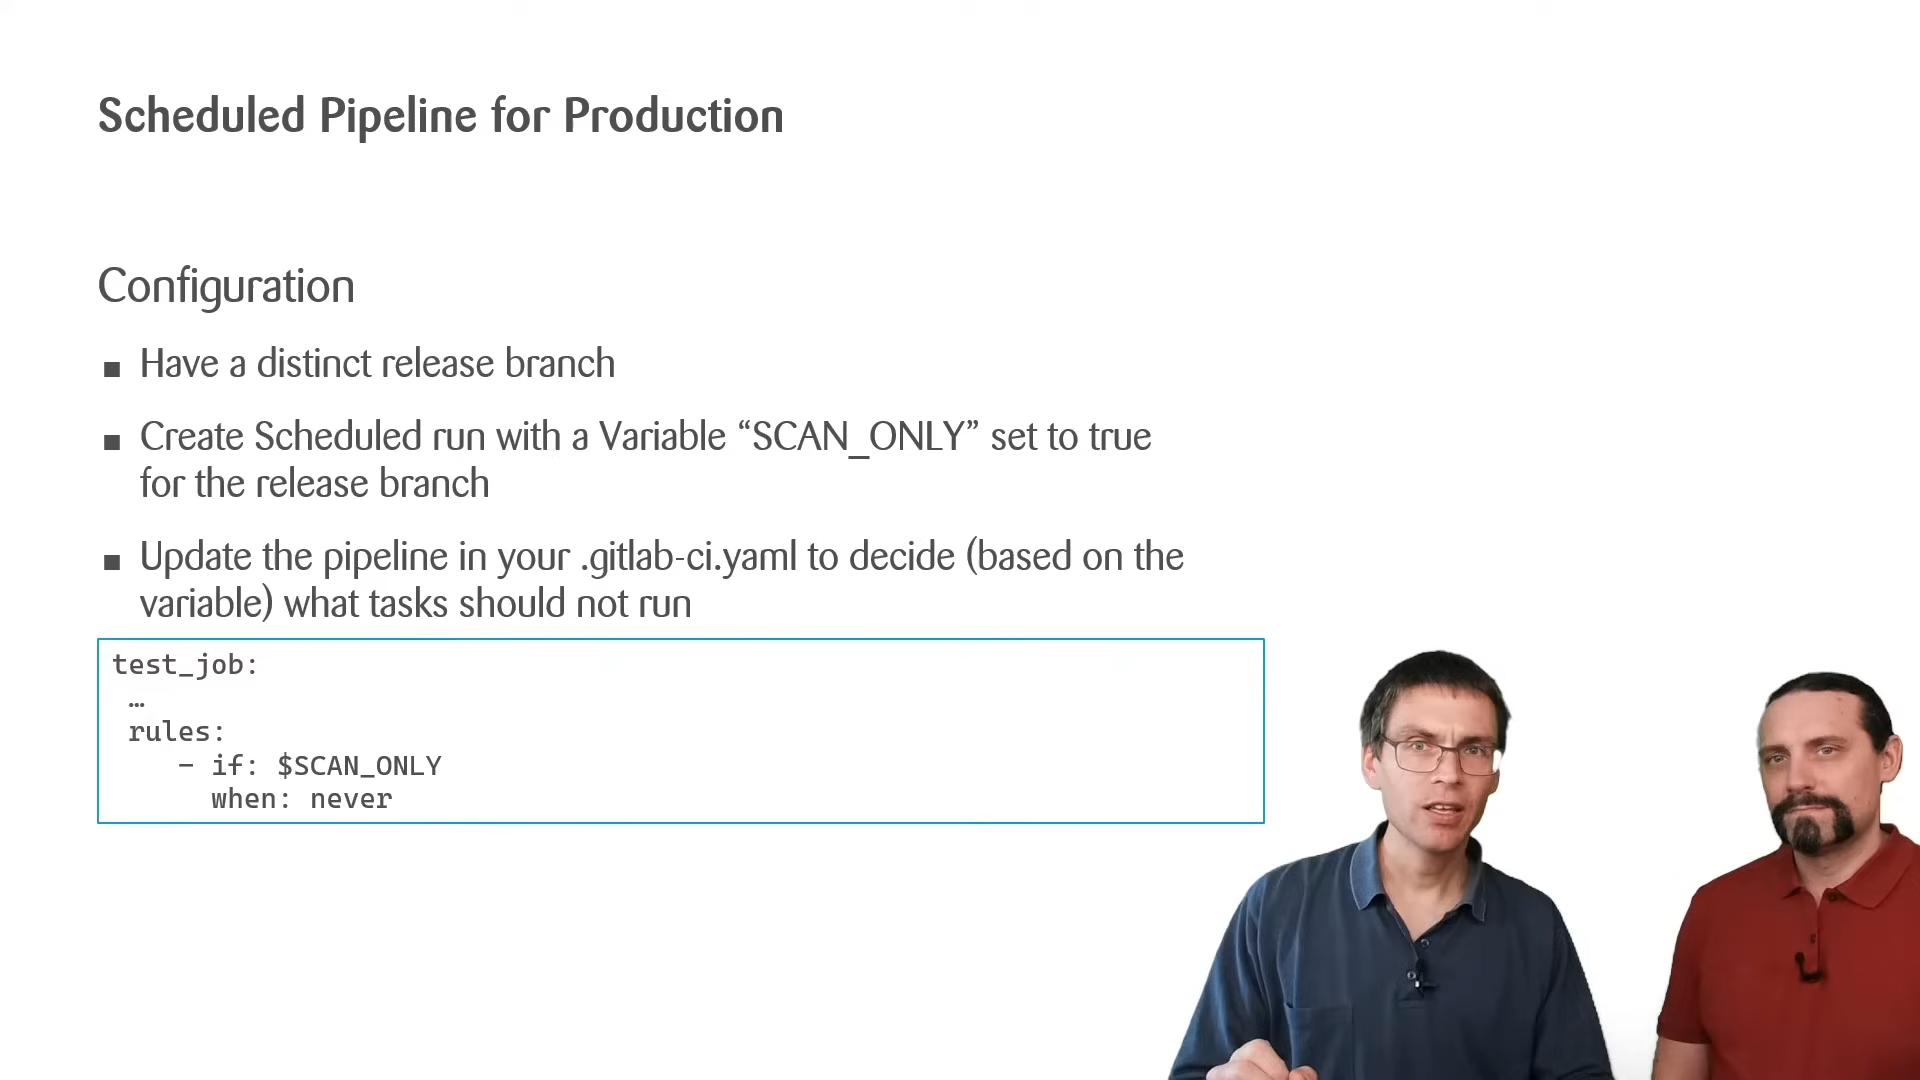 Scheduled Pipeline for Production
Configuration
■ Have a distinct release branch
■ Create Scheduled run with a Variable “SCAN_ONLY” set to true
for the release branch
■ Update the pipeline in your .gitlab-ci.yaml to decide (based on the
variable) what tasks should not run
test_job:
…
rules:
– if: $SCAN_ONLY
when: never